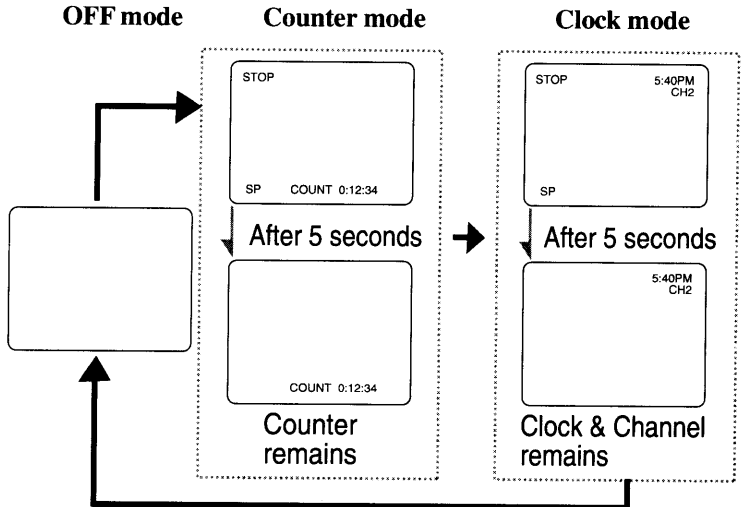 OFF mode
Counter mode
Clock mode
STOP
SP COUNT 0:12:34
After 5 seconds
COUNT 0:12:34
Counter
remains
STOP 5:40PM
CH2
SP
After 5 seconds
5:40PM
CH2
Clock & Channel
remains